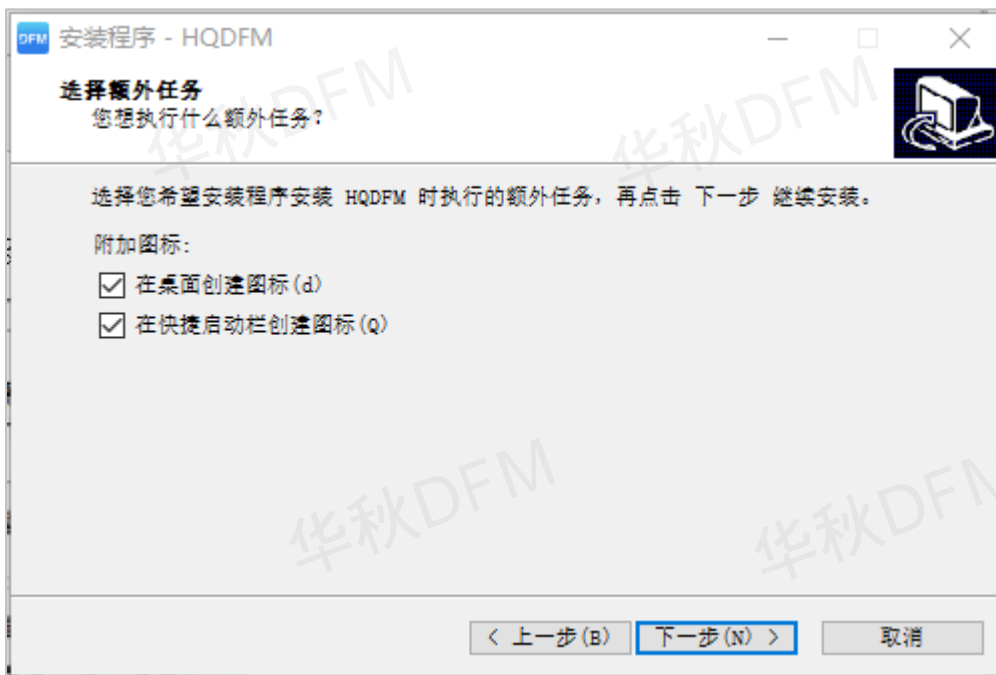 DFM 安装程序 - HQDFM
选择额外任务
您想执行什么额外任务?
选择您希望安装程序安装 HQDFM 时执行的额外任务，再点击 下一步 继续安装。
附加图标:
在桌面创建图标(d)
在快捷启动栏创建图标(Q)
< 上一步(B) 下一步(N) > 取消
华秋DFM
华秋DFM
华秋DFM
华秋DFM